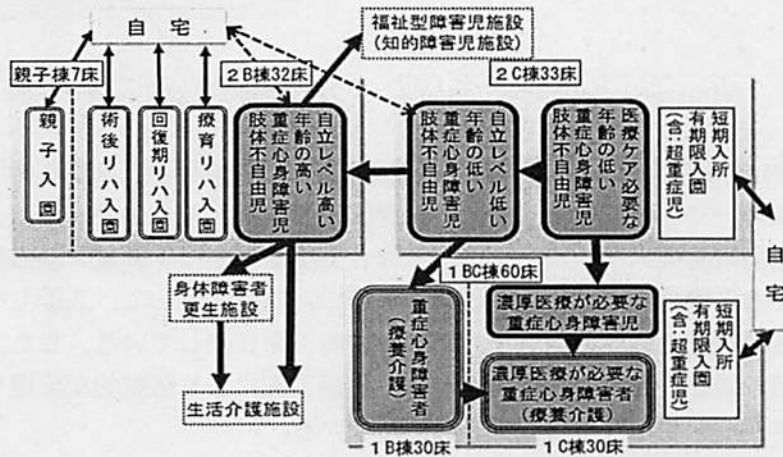 自　宅
福祉型障害児施設
(知的障害児施設)
親子棟7床
2B棟32床
2C棟33床
親子入園
術後リハ入園
回復期リハ入園
療育リハ入園
自立レベル高い
年齢の高い
重症心身障害児
肢体不自由児
自立レベル低い
年齢の低い
重症心身障害児
肢体不自由児
医療ケア必要な
年齢の低い
重症心身障害児
肢体不自由児
短期入所
有期限入園
(含：超重症児)
自宅
1BC棟60床
身体障害者
更生施設
生活介護施設
重症心身障害者
(療養介護)
濃厚医療が必要な
重症心身障害児
濃厚医療が必要な
重症心身障害者
(療養介護)
短期入所
有期限入園
(含：超重症児)
1B棟30床
1C棟30床